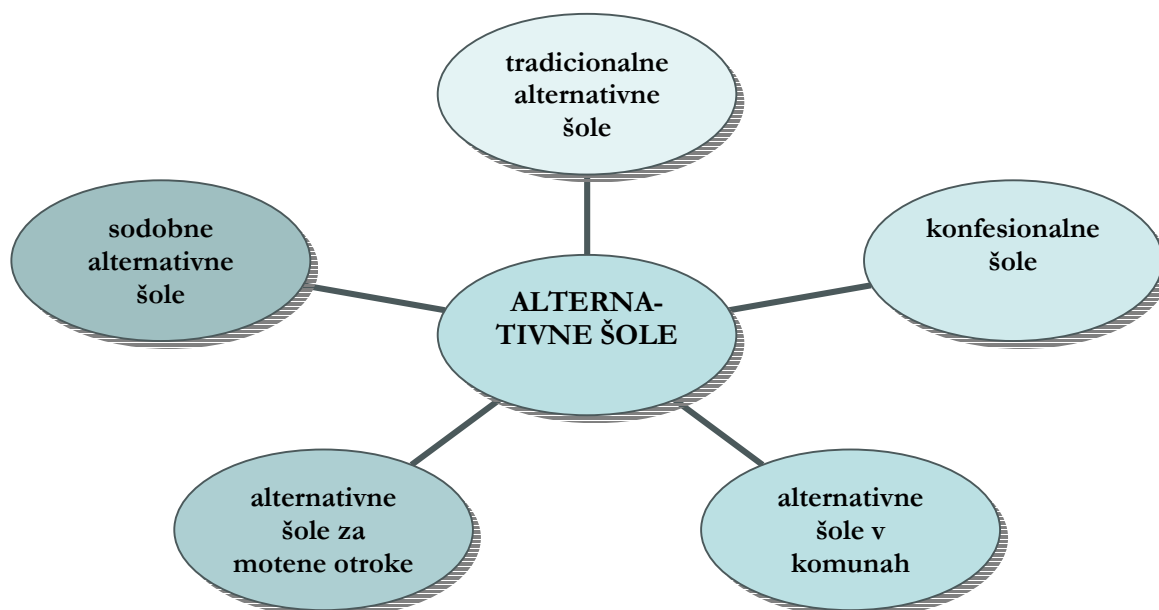 tradicionalne
alternativne
šole
sodobne
alternativne
šole
konfesionalne
šole
ALTERNA-
TIVNE ŠOLE
alternativne
šole za
motene otroke
alternativne
šole v
komunah